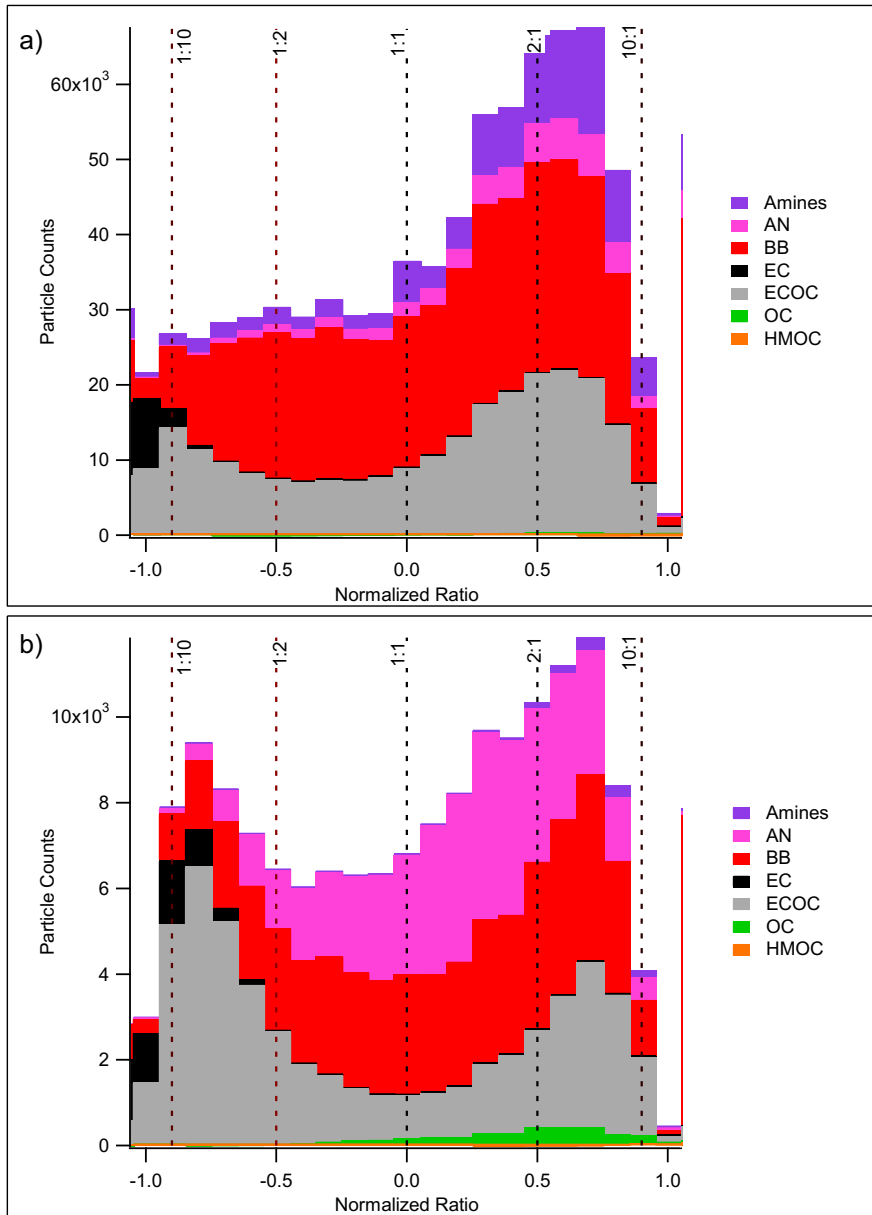 a)
1:10
1:2
1:1
2:1
10:1
60x10³
50
40
30
20
10
0
Particle Counts
-1.0
-0.5
0.0
0.5
1.0
Normalized Ratio
Amines
AN
BB
EC
ECOC
OC
HMOC
b)
1:10
1:2
1:1
2:1
10:1
10x10³
8
6
4
2
0
Particle Counts
-1.0
-0.5
0.0
0.5
1.0
Normalized Ratio
Amines
AN
BB
EC
ECOC
OC
HMOC